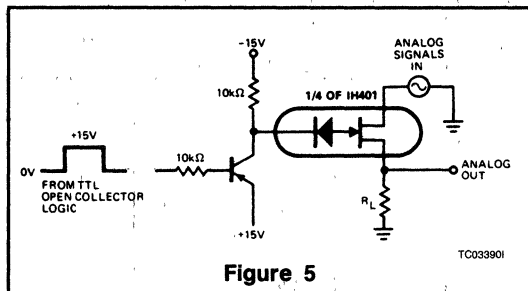 -15V
ANALOG
SIGNALS
IN
10kΩ
1/4 OF IH401
+15V
0V
10kΩ
FROM TTL
OPEN COLLECTOR
LOGIC
ANALOG
OUT
RL
+15V
TC03390I
Figure 5